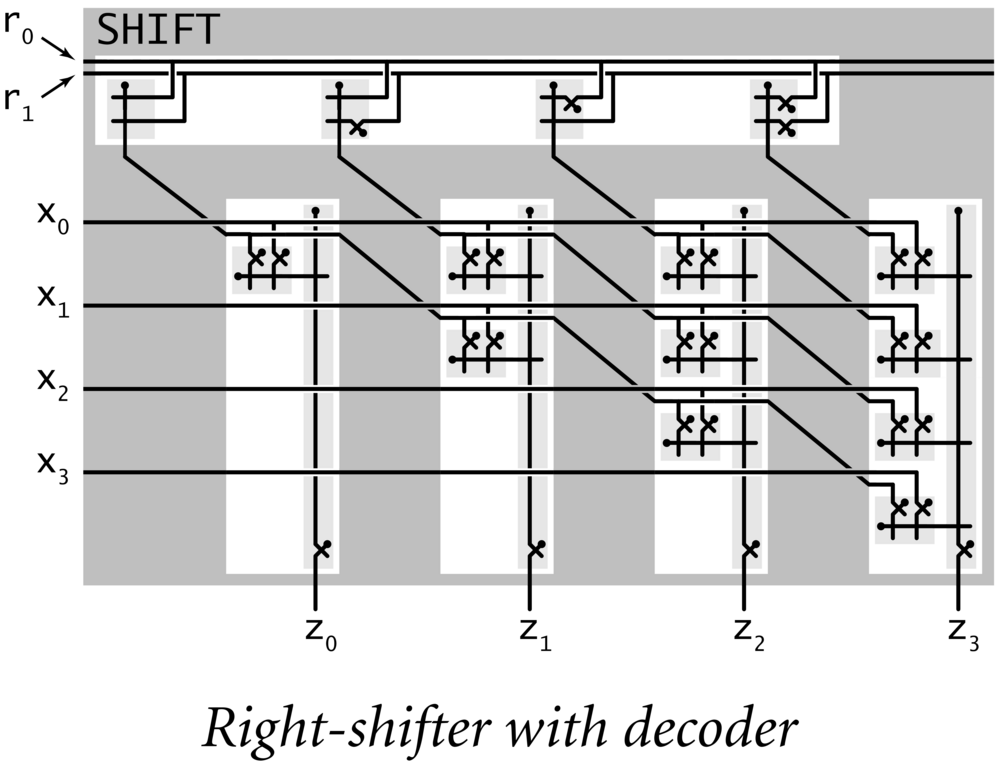 r₀
SHIFT
r₁
x₀
x₁
x₂
x₃
z₀ z₁ z₂ z₃
Right-shifter with decoder